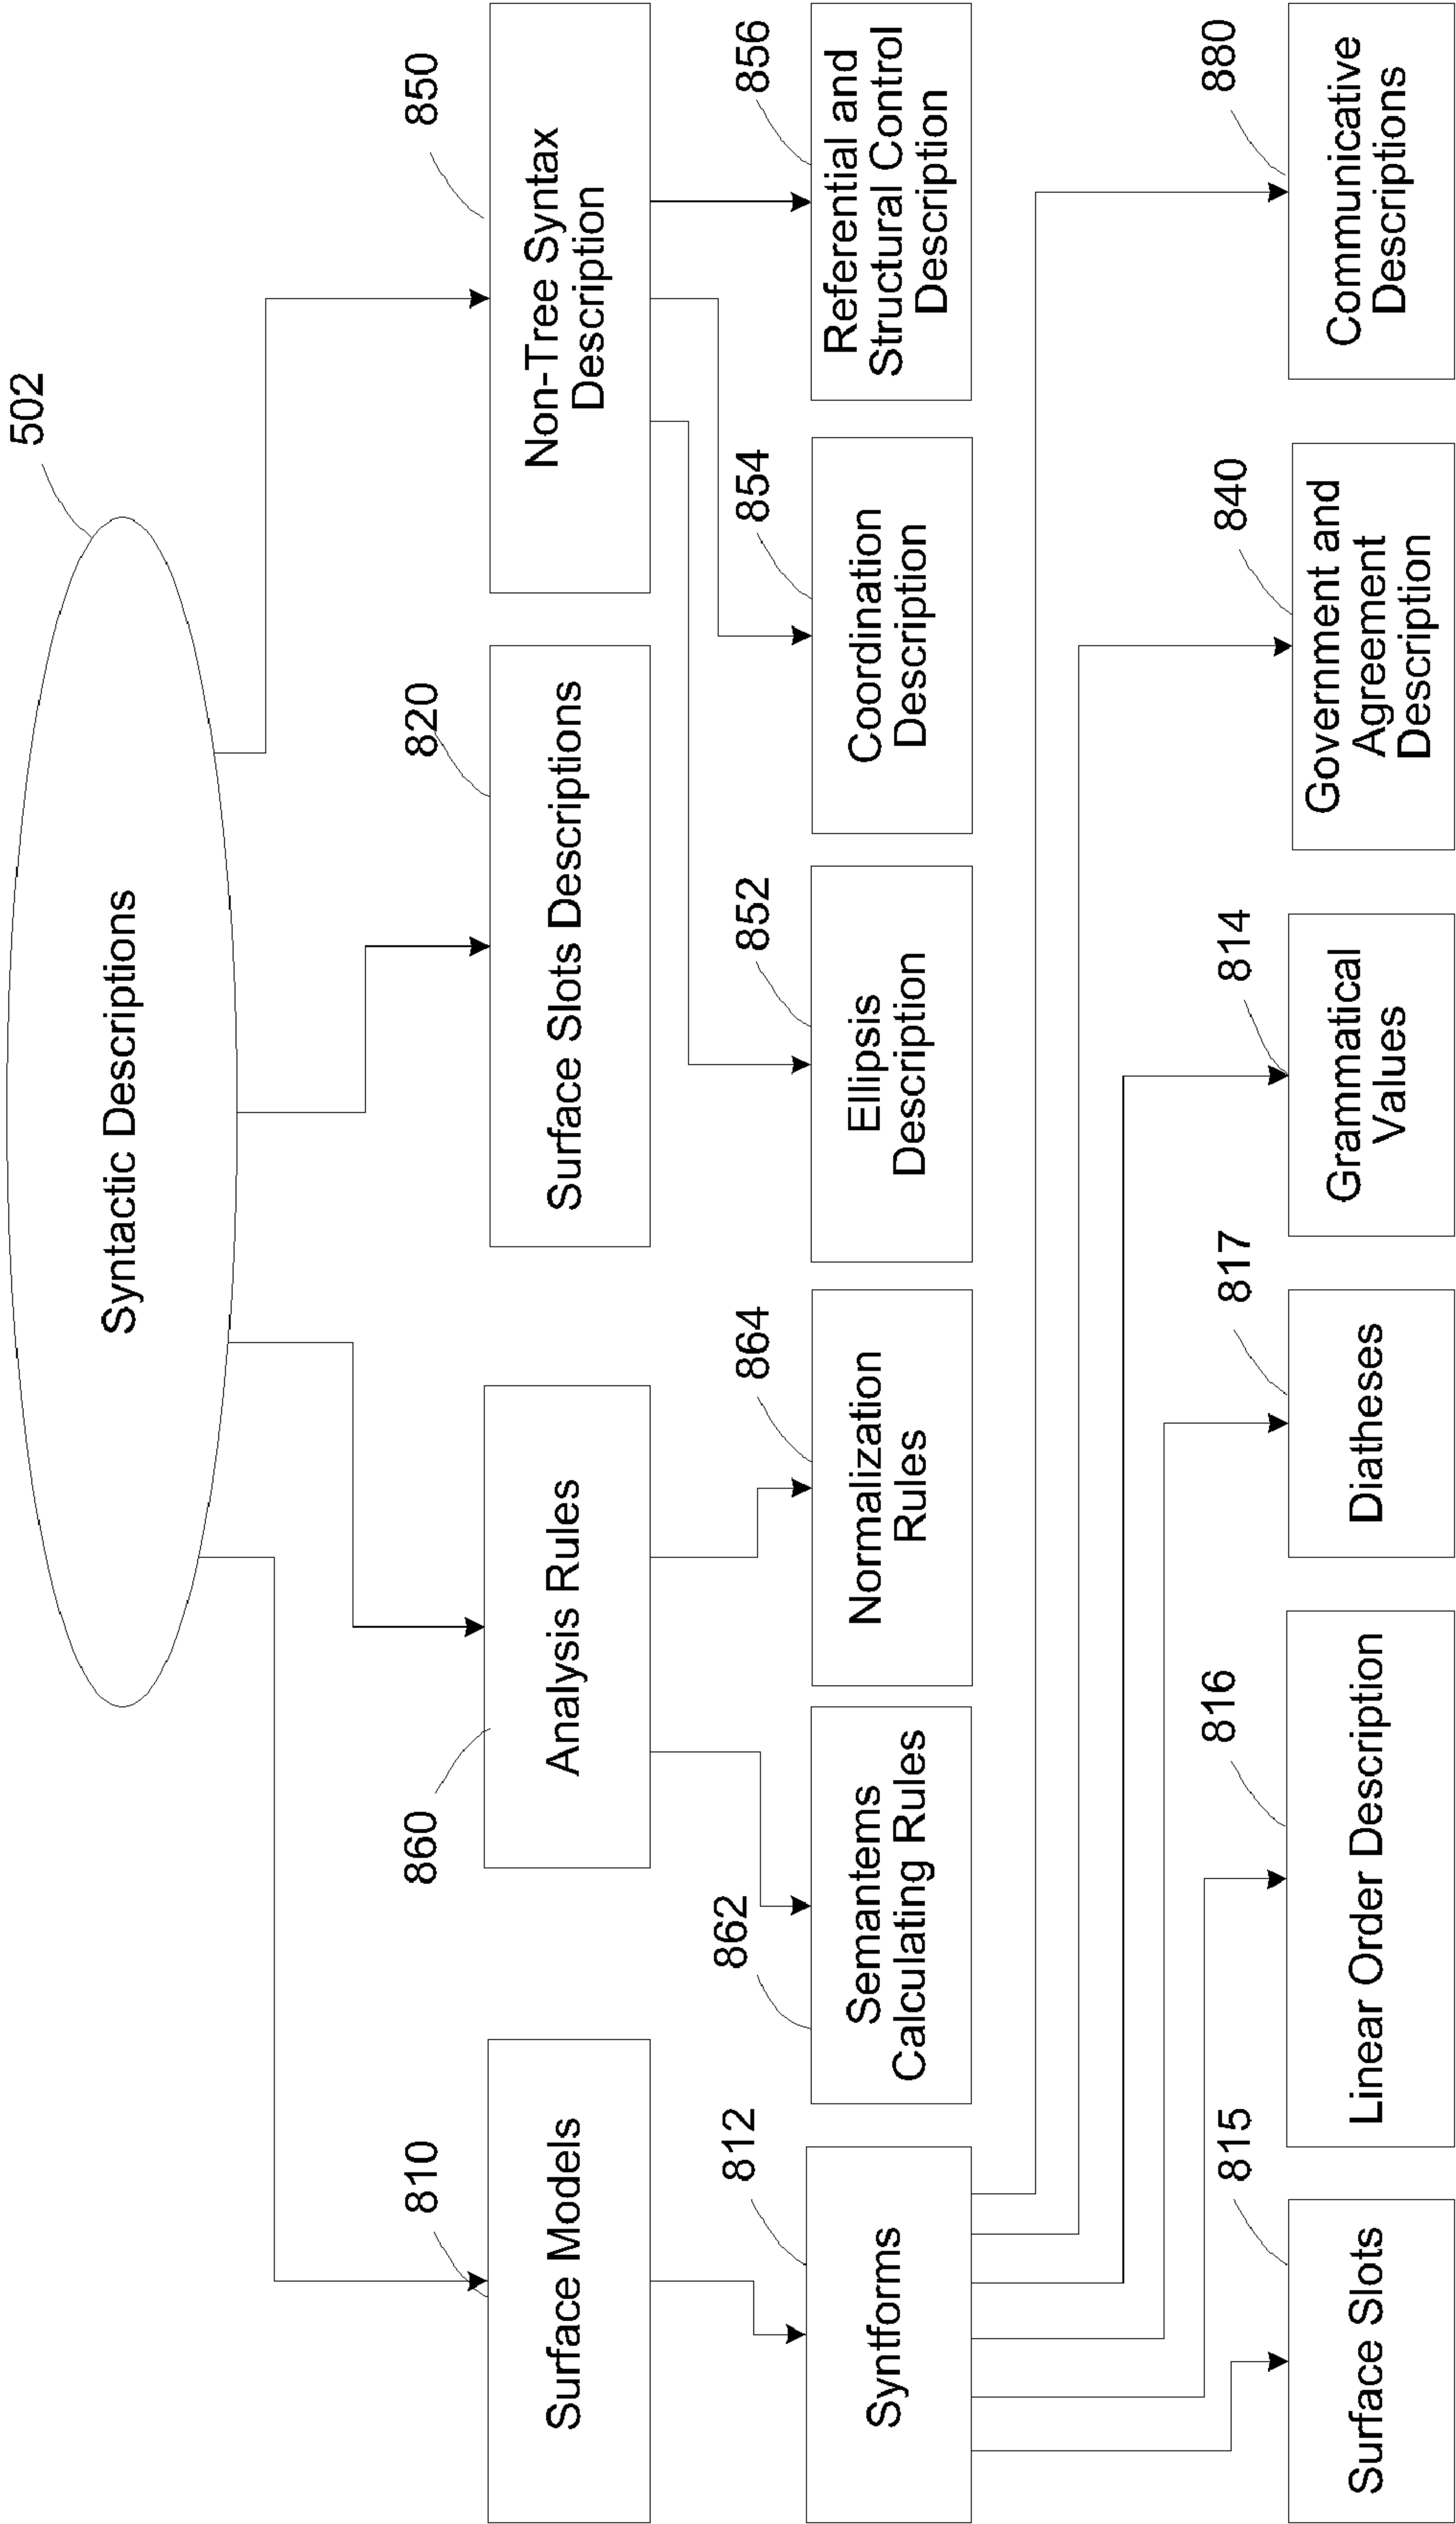 502
Syntactic Descriptions
810
860
820
850
Surface Models
Analysis Rules
Surface Slots Descriptions
Non-Tree Syntax
Description
812
862
864
852
854
856
Syntforms
Semantems
Calculating Rules
Normalization
Rules
Ellipsis
Description
Coordination
Description
Referential and
Structural Control
Description
815
816
817
814
840
880
Surface Slots
Linear Order Description
Diatheses
Grammatical
Values
Government and
Agreement
Description
Communicative
Descriptions